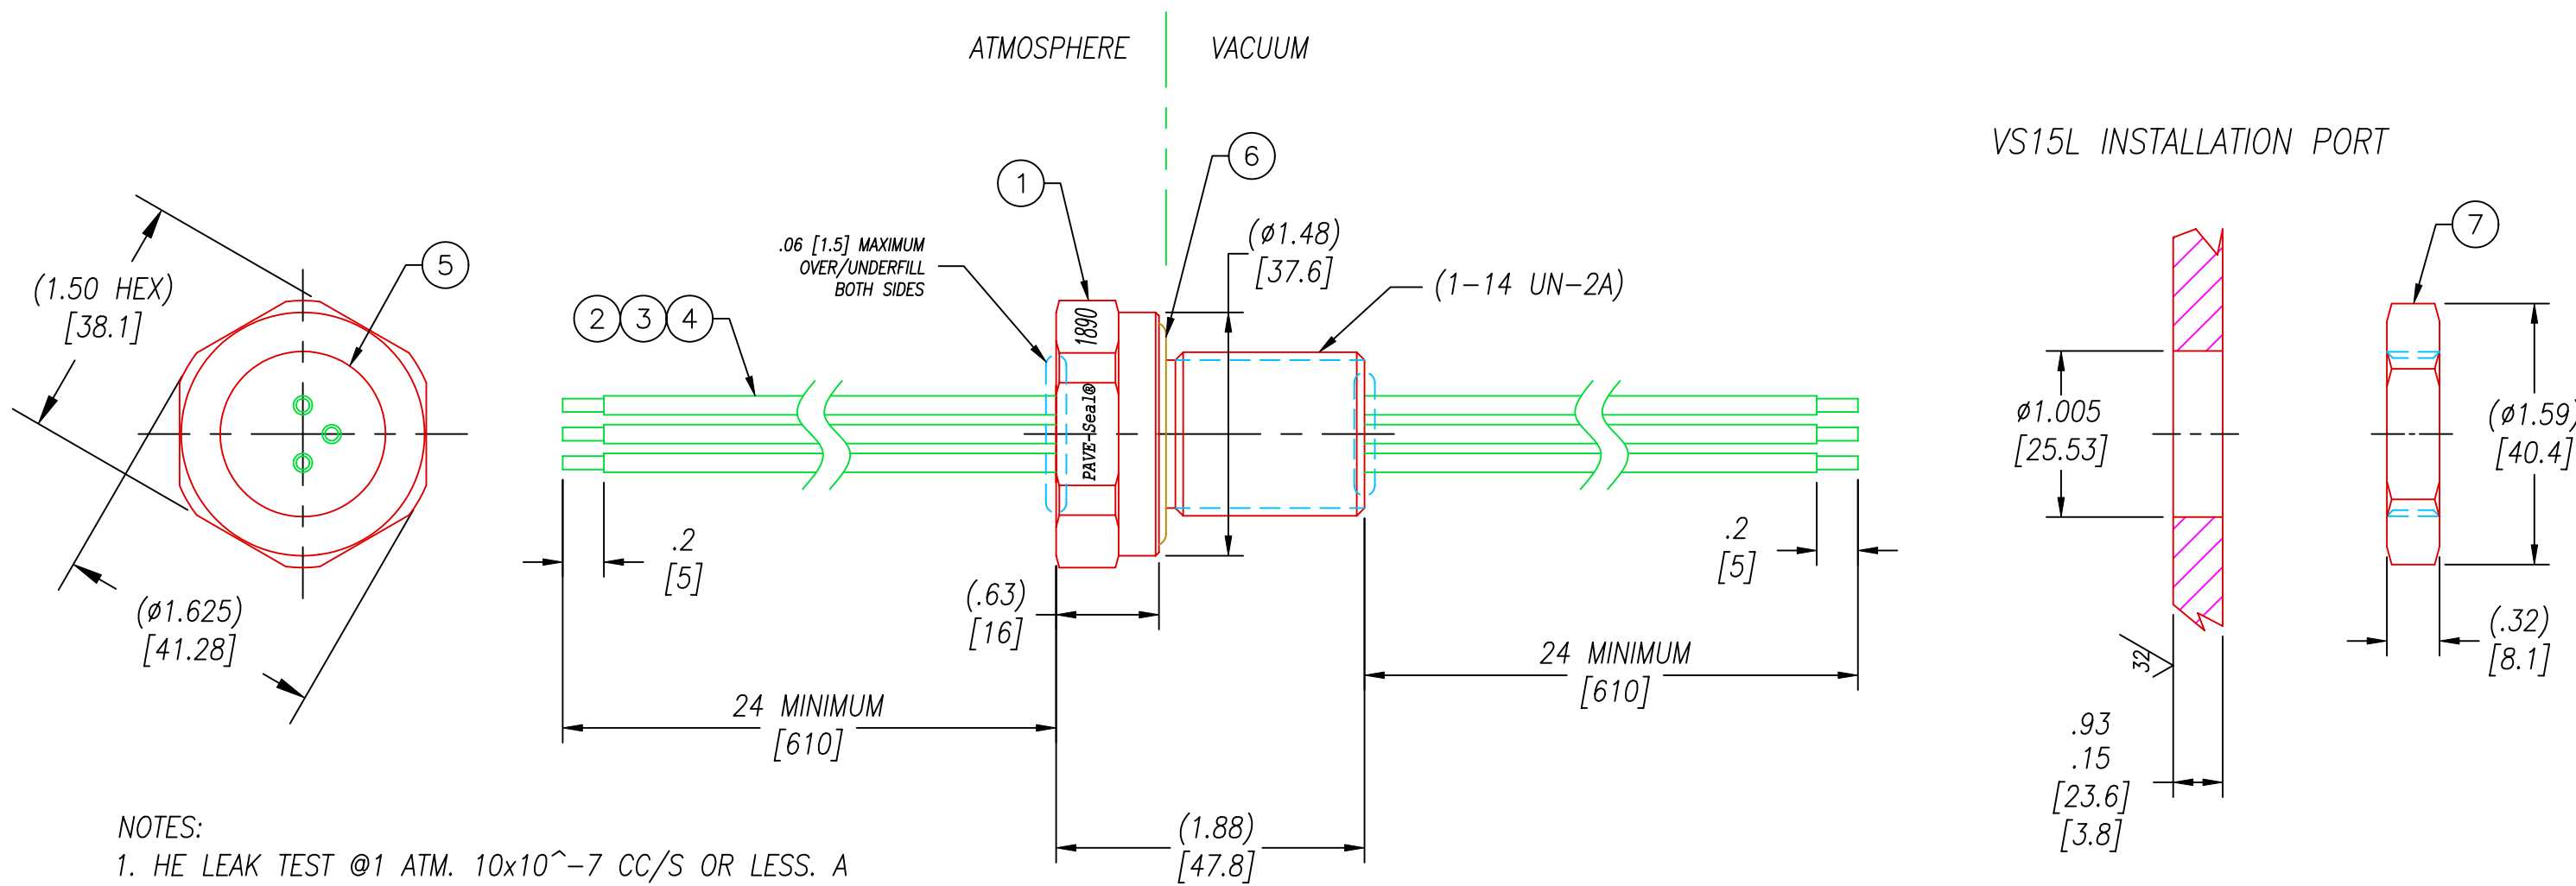 ATMOSPHERE VACUUM
VS15L INSTALLATION PORT
6
1
7
5
(1.50 HEX)
[38.1]
.06 [1.5] MAXIMUM
OVER/UNDERFILL
BOTH SIDES
(ø1.48)
[37.6]
(1-14 UN-2A)
2 3 4
1890
PAVE-Seal®
ø1.005
[25.53]
(ø1.59)
[40.4]
.2
[5]
.2
[5]
(.63)
[16]
(ø1.625)
[41.28]
24 MINIMUM
[610]
24 MINIMUM
[610]
32
(.32)
[8.1]
.93
.15
[23.6]
[3.8]
(1.88)
[47.8]
NOTES:
1. HE LEAK TEST @1 ATM. 10x10^-7 CC/S OR LESS. A